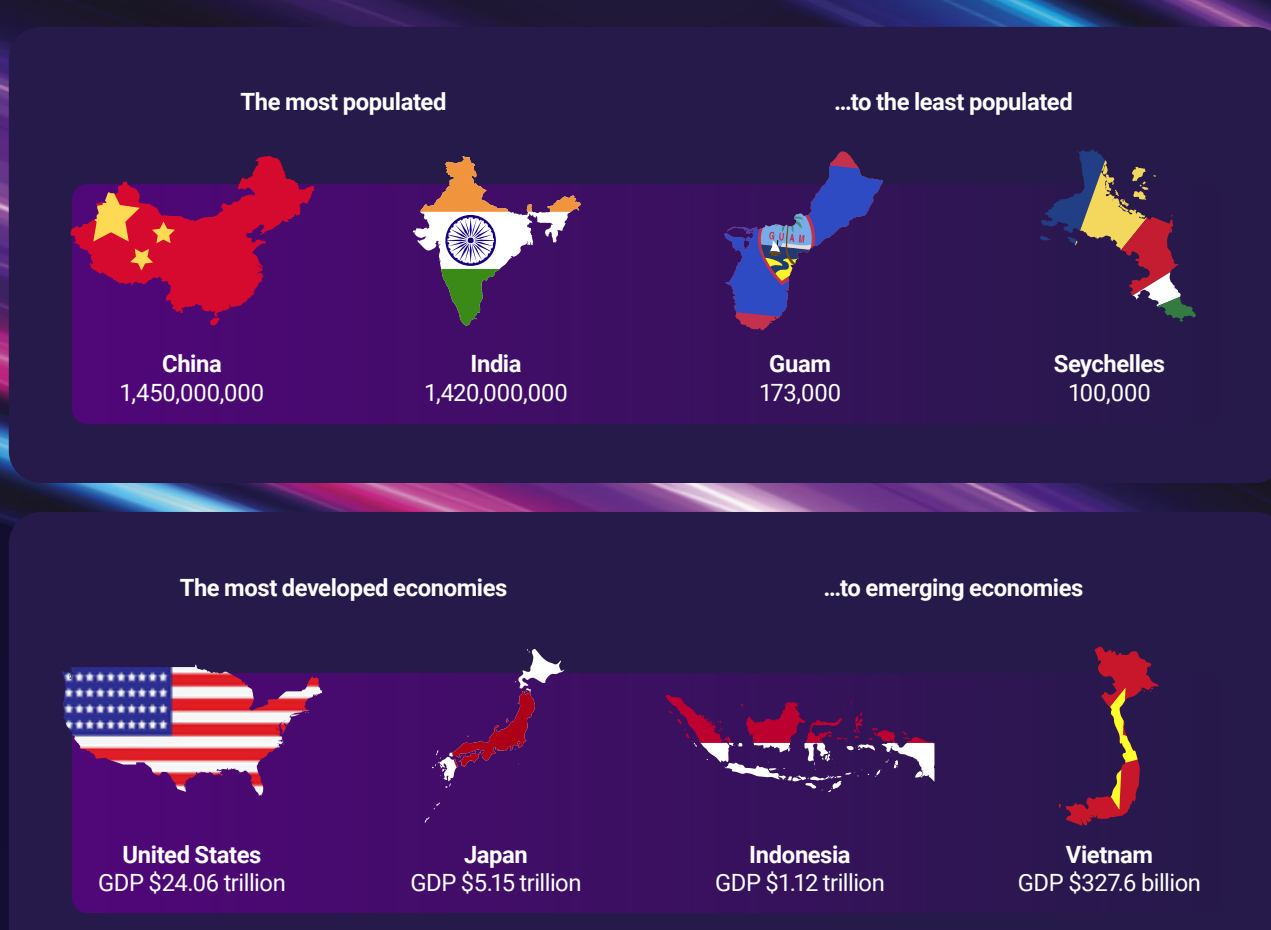 The most populated
...to the least populated
GUAM
China
1,450,000,000
India
1,420,000,000
Guam
173,000
Seychelles
100,000
The most developed economies
...to emerging economies
United States
GDP $24.06 trillion
Japan
GDP $5.15 trillion
Indonesia
GDP $1.12 trillion
Vietnam
GDP $327.6 billion